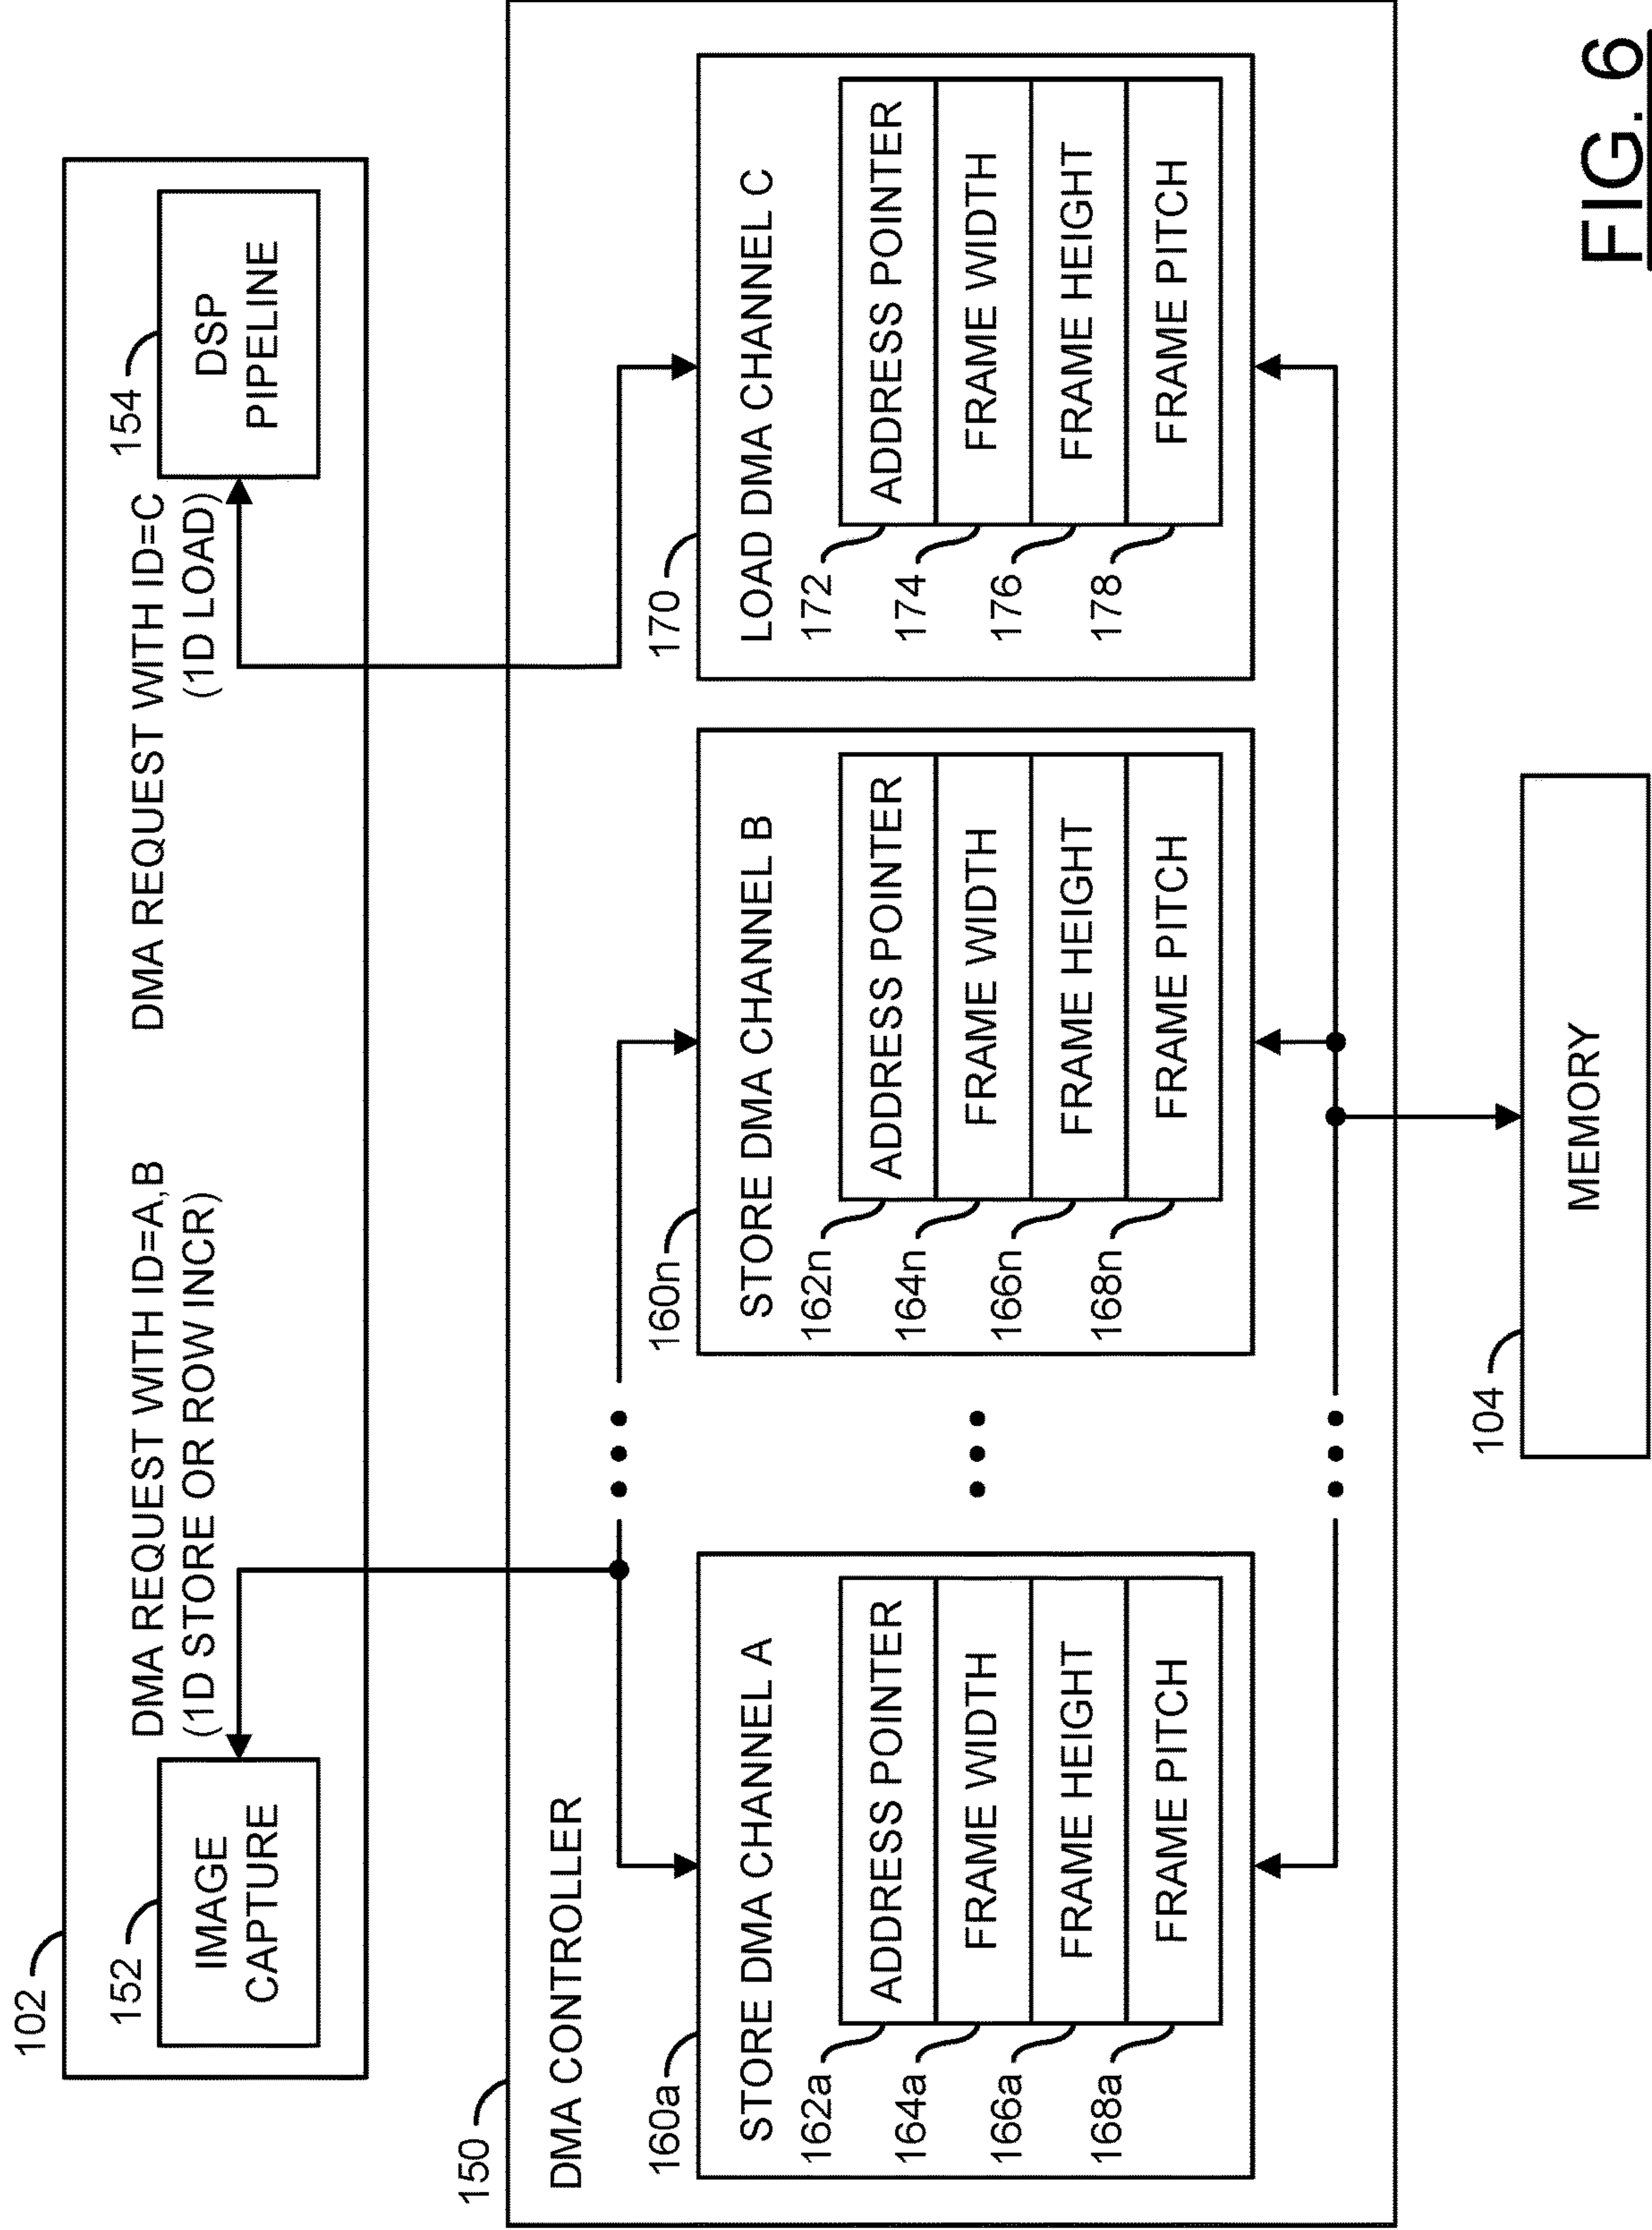 102
152
IMAGE
CAPTURE
DMA REQUEST WITH ID=A,B
(1D STORE OR ROW INCR)
DMA REQUEST WITH ID=C
(1D LOAD)
154
DSP
PIPELINE
150
DMA CONTROLLER
160a
STORE DMA CHANNEL A
162a
ADDRESS POINTER
164a
FRAME WIDTH
166a
FRAME HEIGHT
168a
FRAME PITCH
160n
STORE DMA CHANNEL B
162n
ADDRESS POINTER
164n
FRAME WIDTH
166n
FRAME HEIGHT
168n
FRAME PITCH
170
LOAD DMA CHANNEL C
172
ADDRESS POINTER
174
FRAME WIDTH
176
FRAME HEIGHT
178
FRAME PITCH
104
MEMORY
FIG. 6